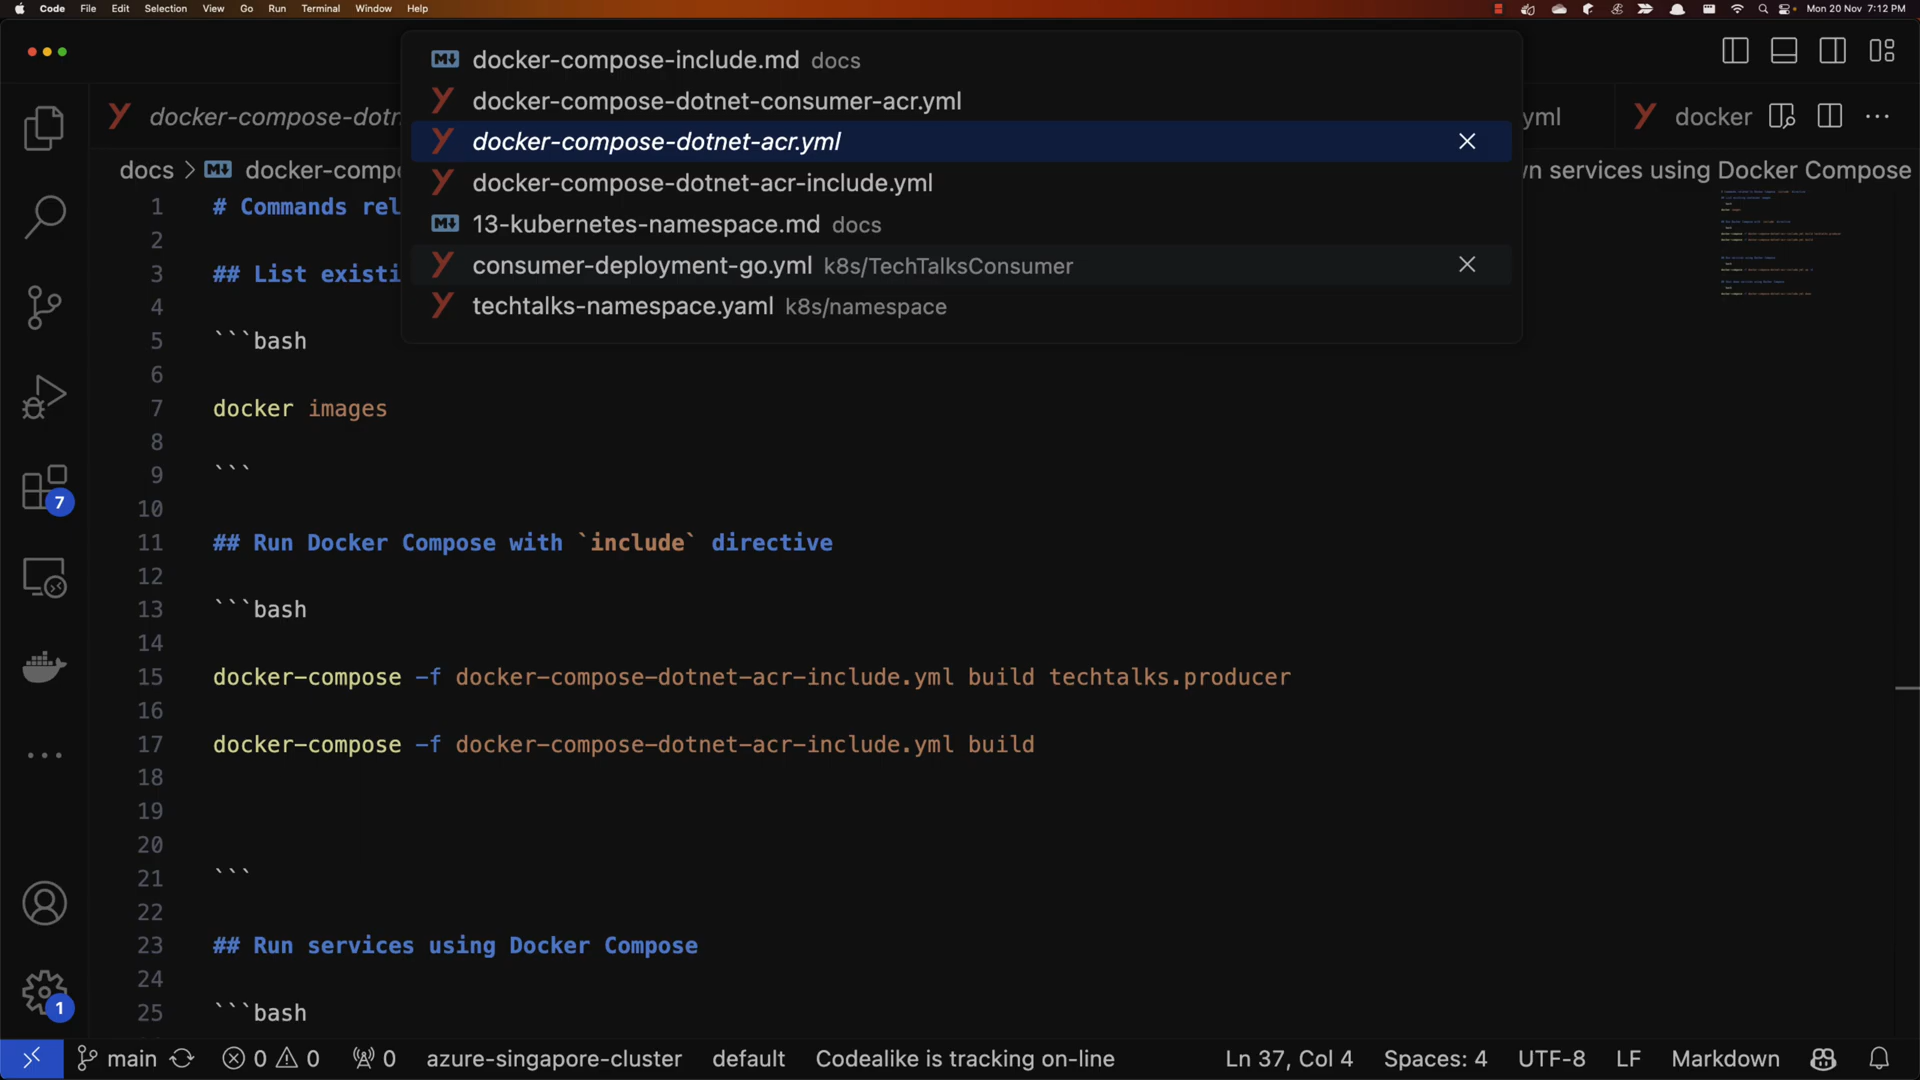 Code File Edit Selection View Go Run Terminal Window Help Mon 20 Nov 7:12 PM
docker-compose-include.md docs
docker-compose-dotnet-consumer-acr.yml
docker-compose-dotnet-acr.yml
docker-compose-dotnet-acr-include.yml
13-kubernetes-namespace.md docs
consumer-deployment-go.yml k8s/TechTalksConsumer
techtalks-namespace.yaml k8s/namespace
docker-compose-dotn yml docker
docs > docker-compo n services using Docker Compose
1 # Commands rel
2
3 ## List existi
4
5 ```bash
6
7 docker images
8
9 ```
10
11 ## Run Docker Compose with `include` directive
12
13 ```bash
14
15 docker-compose -f docker-compose-dotnet-acr-include.yml build techtalks.producer
16
17 docker-compose -f docker-compose-dotnet-acr-include.yml build
18
19
20
21 ```
22
23 ## Run services using Docker Compose
24
25 ```bash
7
1
main 0 0 0 azure-singapore-cluster default Codealike is tracking on-line Ln 37, Col 4 Spaces: 4 UTF-8 LF Markdown